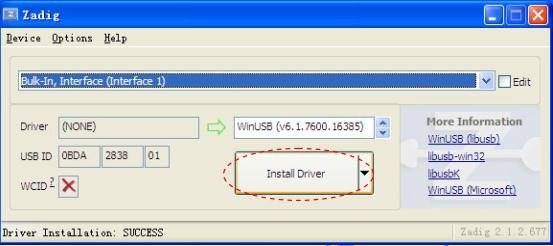 Zadig
Device Options Help
Bulk-In, Interface (Interface 1)
Edit
Driver (NONE) WinUSB (v6.1.7600.16385)
USB ID 0BDA 2838 01
WCID ?
Install Driver
More Information
WinUSB (libusb)
libusb-win32
libusbK
WinUSB (Microsoft)
Driver Installation: SUCCESS
Zadig 2.1.2.677